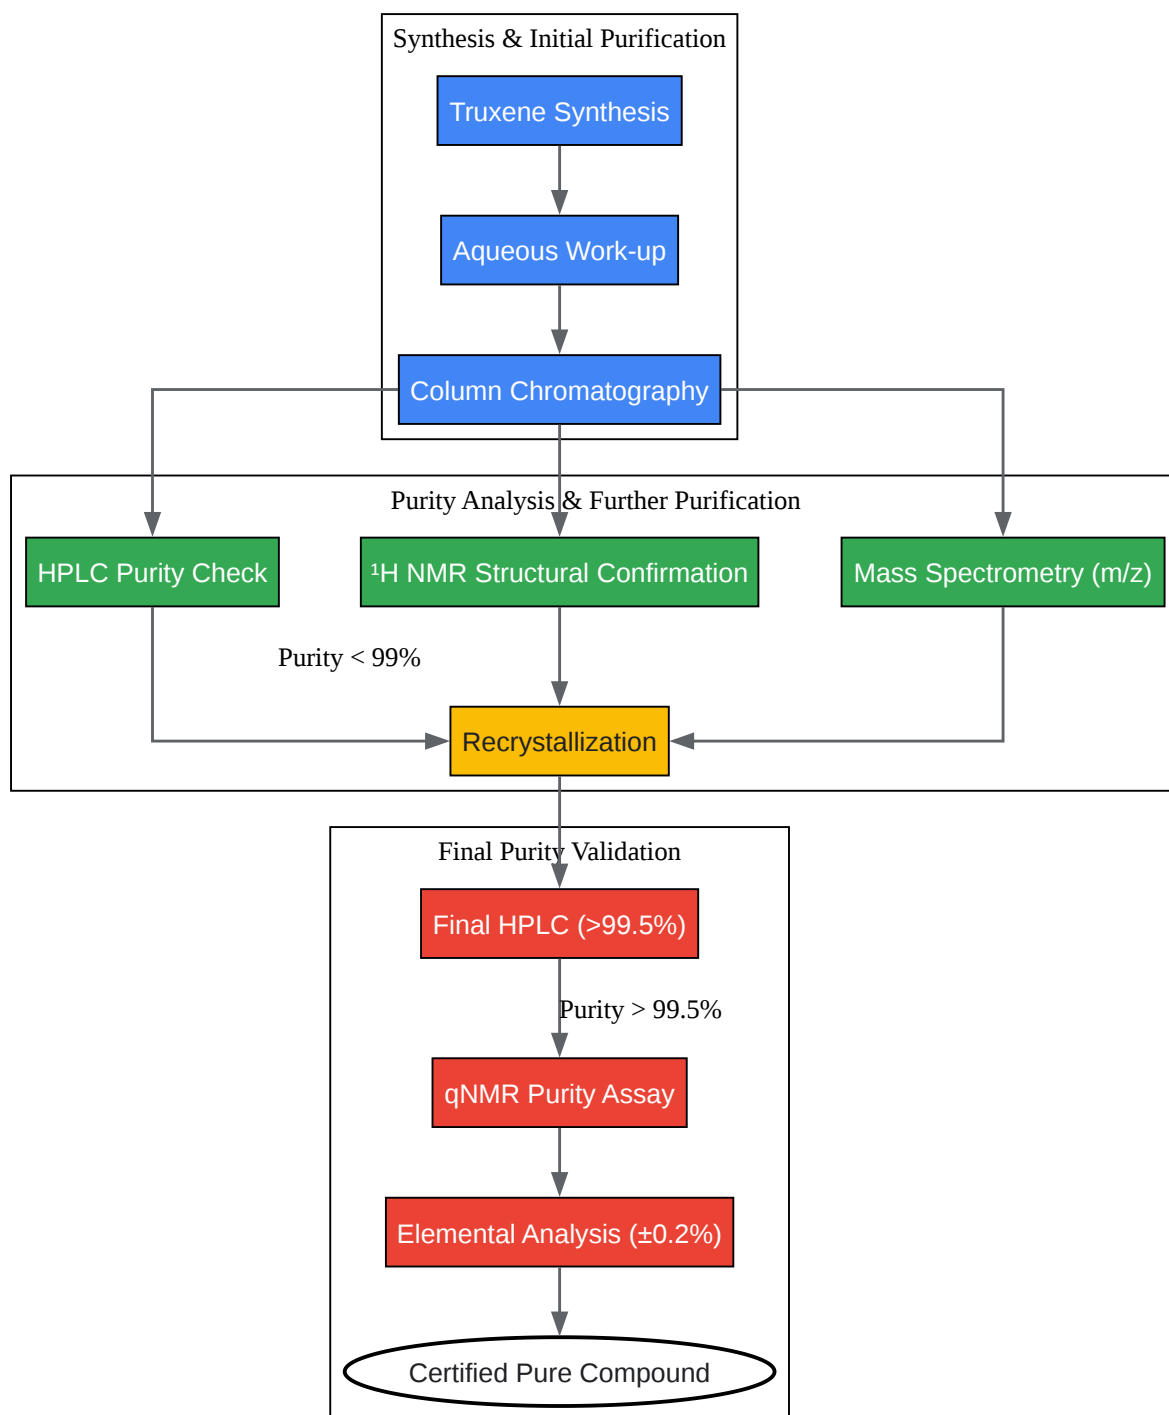 Synthesis & Initial Purification
Truxene Synthesis
Aqueous Work-up
Column Chromatography
Purity Analysis & Further Purification
HPLC Purity Check
¹H NMR Structural Confirmation
Mass Spectrometry (m/z)
Purity < 99%
Recrystallization
Final Purity Validation
Final HPLC (>99.5%)
Purity > 99.5%
qNMR Purity Assay
Elemental Analysis (±0.2%)
Certified Pure Compound